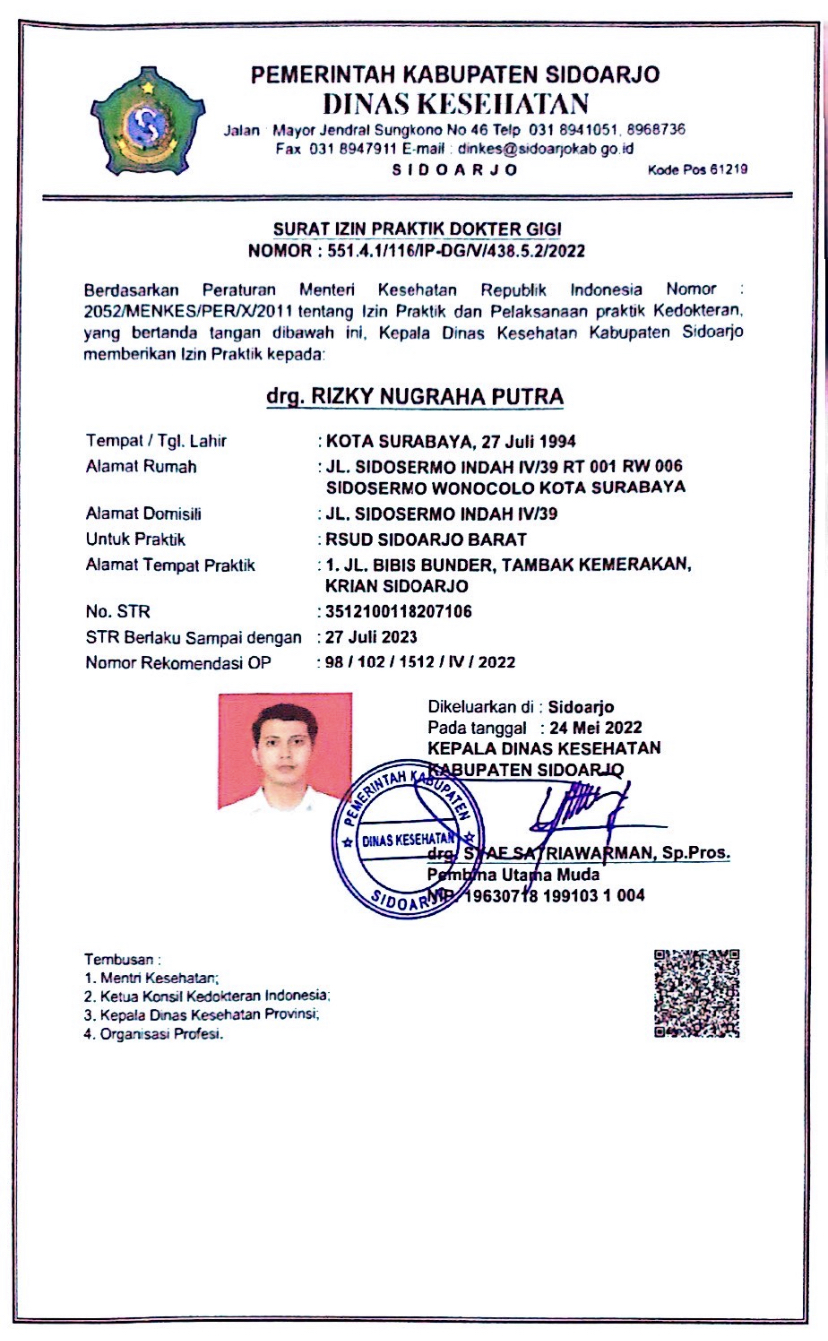 PEMERINTAH KABUPATEN SIDOARJO
DINAS KESEHATAN
Jalan : Mayor Jendral Sungkono No 46 Telp 031 8941051, 8968736
Fax 031 8947911 E-mail : dinkes@sidoarjokab go.id
SIDOARJO Kode Pos 61219
SURAT IZIN PRAKTIK DOKTER GIGI
NOMOR : 551.4.1/116/IP-DG/V/438.5.2/2022
Berdasarkan Peraturan Menteri Kesehatan Republik Indonesia Nomor :
2052/MENKES/PER/X/2011 tentang Izin Praktik dan Pelaksanaan praktik Kedokteran,
yang bertanda tangan dibawah ini, Kepala Dinas Kesehatan Kabupaten Sidoarjo
memberikan Izin Praktik kepada:
drg. RIZKY NUGRAHA PUTRA
Tempat / Tgl. Lahir : KOTA SURABAYA, 27 Juli 1994
Alamat Rumah : JL. SIDOSERMO INDAH IV/39 RT 001 RW 006
SIDOSERMO WONOCOLO KOTA SURABAYA
Alamat Domisili : JL. SIDOSERMO INDAH IV/39
Untuk Praktik : RSUD SIDOARJO BARAT
Alamat Tempat Praktik : 1. JL. BIBIS BUNDER, TAMBAK KEMERAKAN,
KRIAN SIDOARJO
No. STR : 3512100118207106
STR Berlaku Sampai dengan : 27 Juli 2023
Nomor Rekomendasi OP : 98 / 102 / 1512 / IV / 2022
Dikeluarkan di : Sidoarjo
Pada tanggal : 24 Mei 2022
KEPALA DINAS KESEHATAN
KABUPATEN SIDOARJO
PEMERINTAH KABUPATEN
DINAS KESEHATAN
SIDOARJO
drg. SYAF SATRIAWARMAN, Sp.Pros.
Pembina Utama Muda
NIP. 19630718 199103 1 004
Tembusan :
1. Mentri Kesehatan;
2. Ketua Konsil Kedokteran Indonesia;
3. Kepala Dinas Kesehatan Provinsi;
4. Organisasi Profesi.